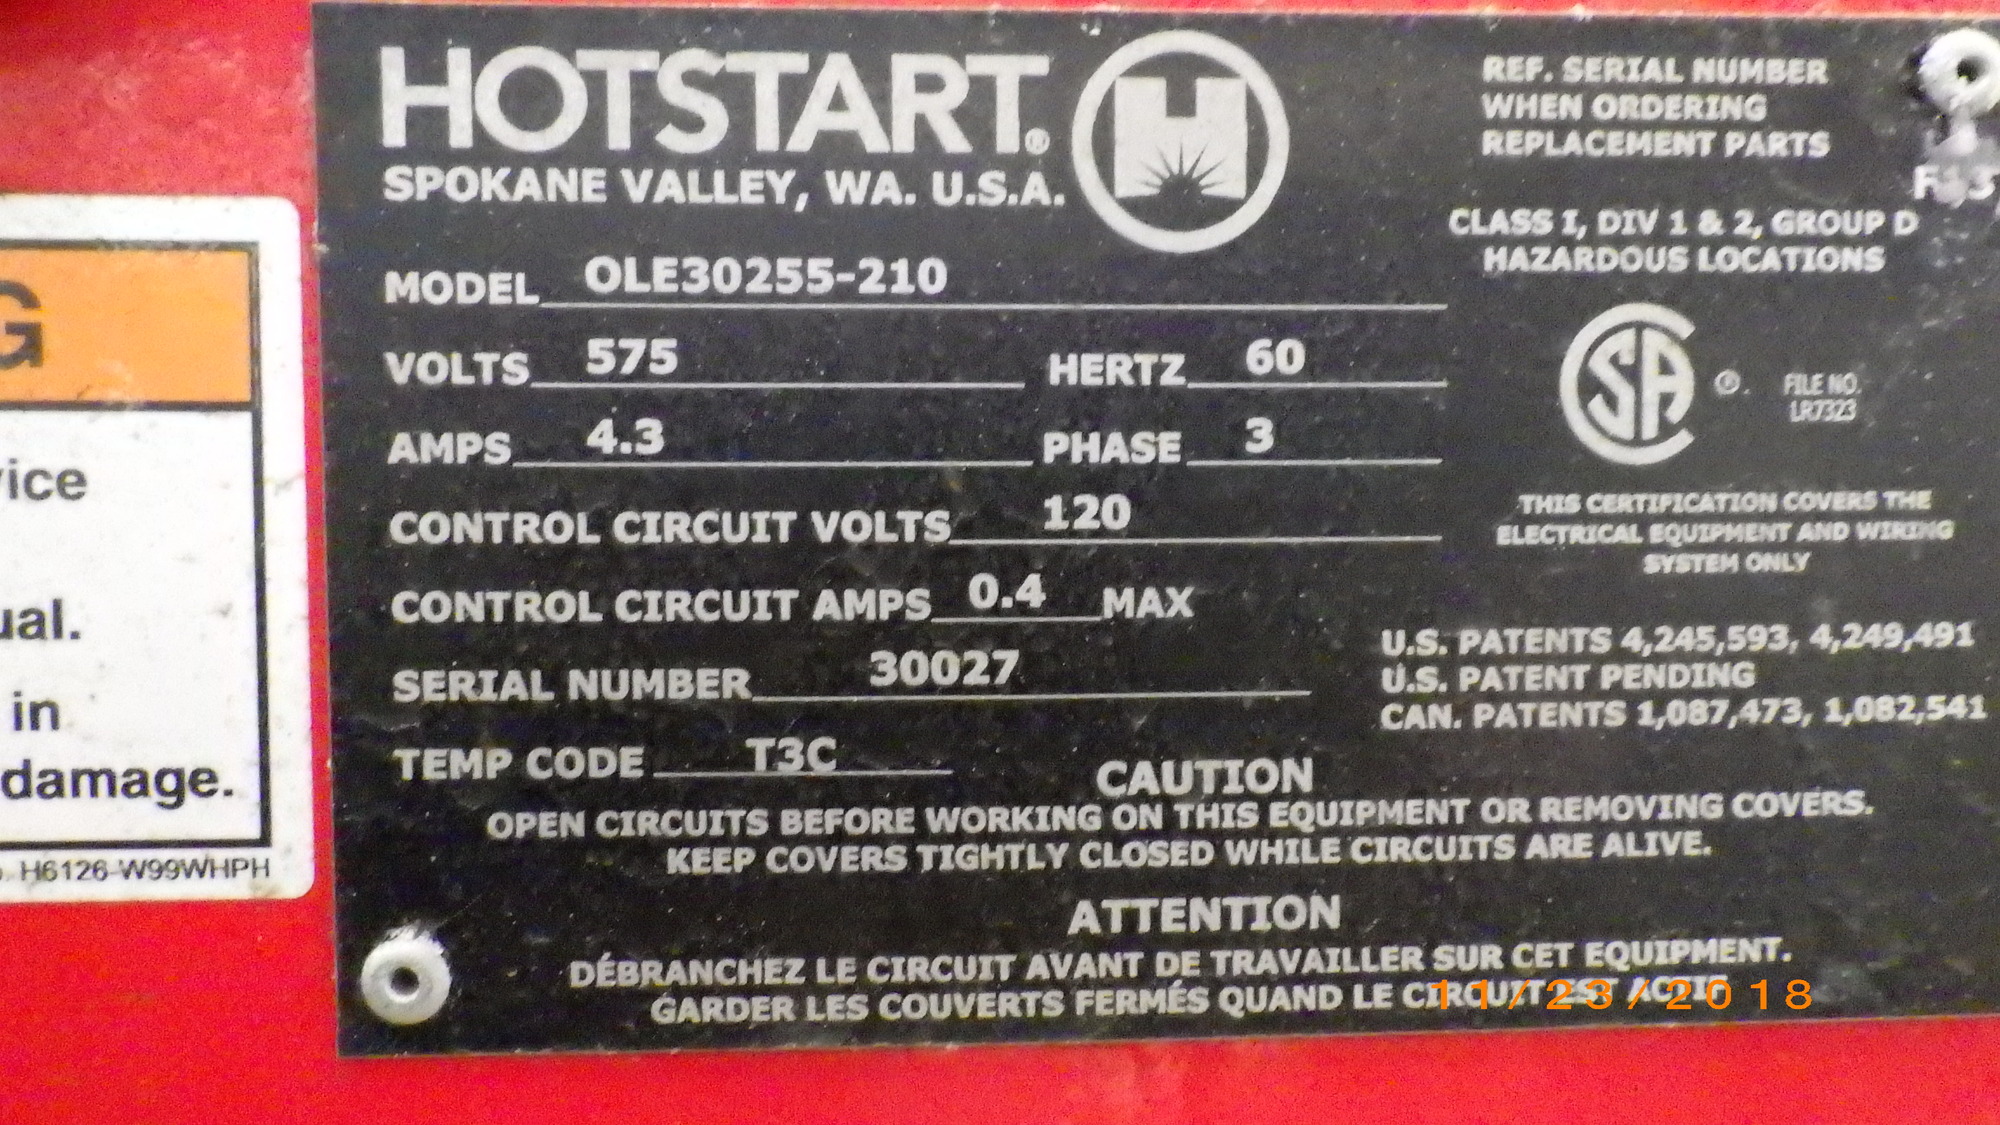 HOTSTART®
SPOKANE VALLEY, WA. U.S.A.
REF. SERIAL NUMBER
WHEN ORDERING
REPLACEMENT PARTS
CLASS I, DIV 1 & 2, GROUP D
HAZARDOUS LOCATIONS
MODEL OLE30255-210
VOLTS 575 HERTZ 60
AMPS 4.3 PHASE 3
CONTROL CIRCUIT VOLTS 120
CONTROL CIRCUIT AMPS 0.4 MAX
SERIAL NUMBER 30027
TEMP CODE T3C
SA ®.
FILE NO.
LR7323
THIS CERTIFICATION COVERS THE
ELECTRICAL EQUIPMENT AND WIRING
SYSTEM ONLY
U.S. PATENTS 4,245,593, 4,249,491
U.S. PATENT PENDING
CAN. PATENTS 1,087,473, 1,082,541
CAUTION
OPEN CIRCUITS BEFORE WORKING ON THIS EQUIPMENT OR REMOVING COVERS.
KEEP COVERS TIGHTLY CLOSED WHILE CIRCUITS ARE ALIVE.
ATTENTION
DÉBRANCHEZ LE CIRCUIT AVANT DE TRAVAILLER SUR CET EQUIPMENT.
GARDER LES COUVERTS FERMÉS QUAND LE CIRCUIT EST ACTIF
11/23/2018
G
ice
ual.
in
damage.
H6126-W99WHPH